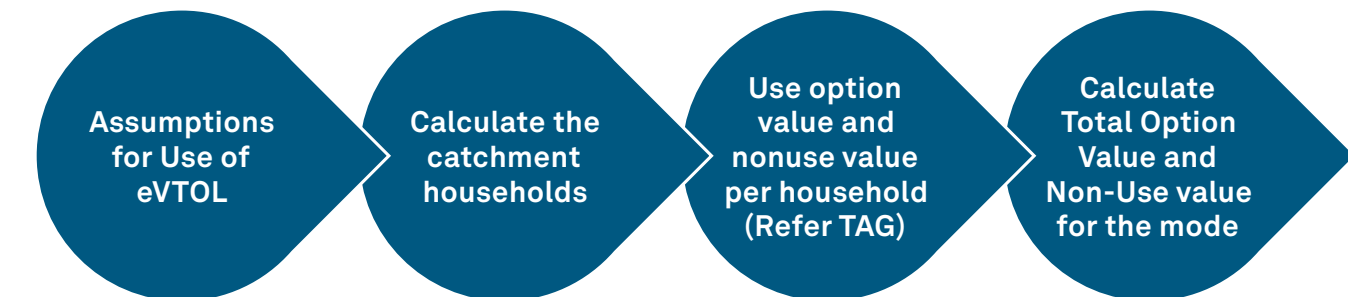 Assumptions
for Use of
eVTOL
Calculate the
catchment
households
Use option
value and
nonuse value
per household
(Refer TAG)
Calculate
Total Option
Value and
Non-Use value
for the mode